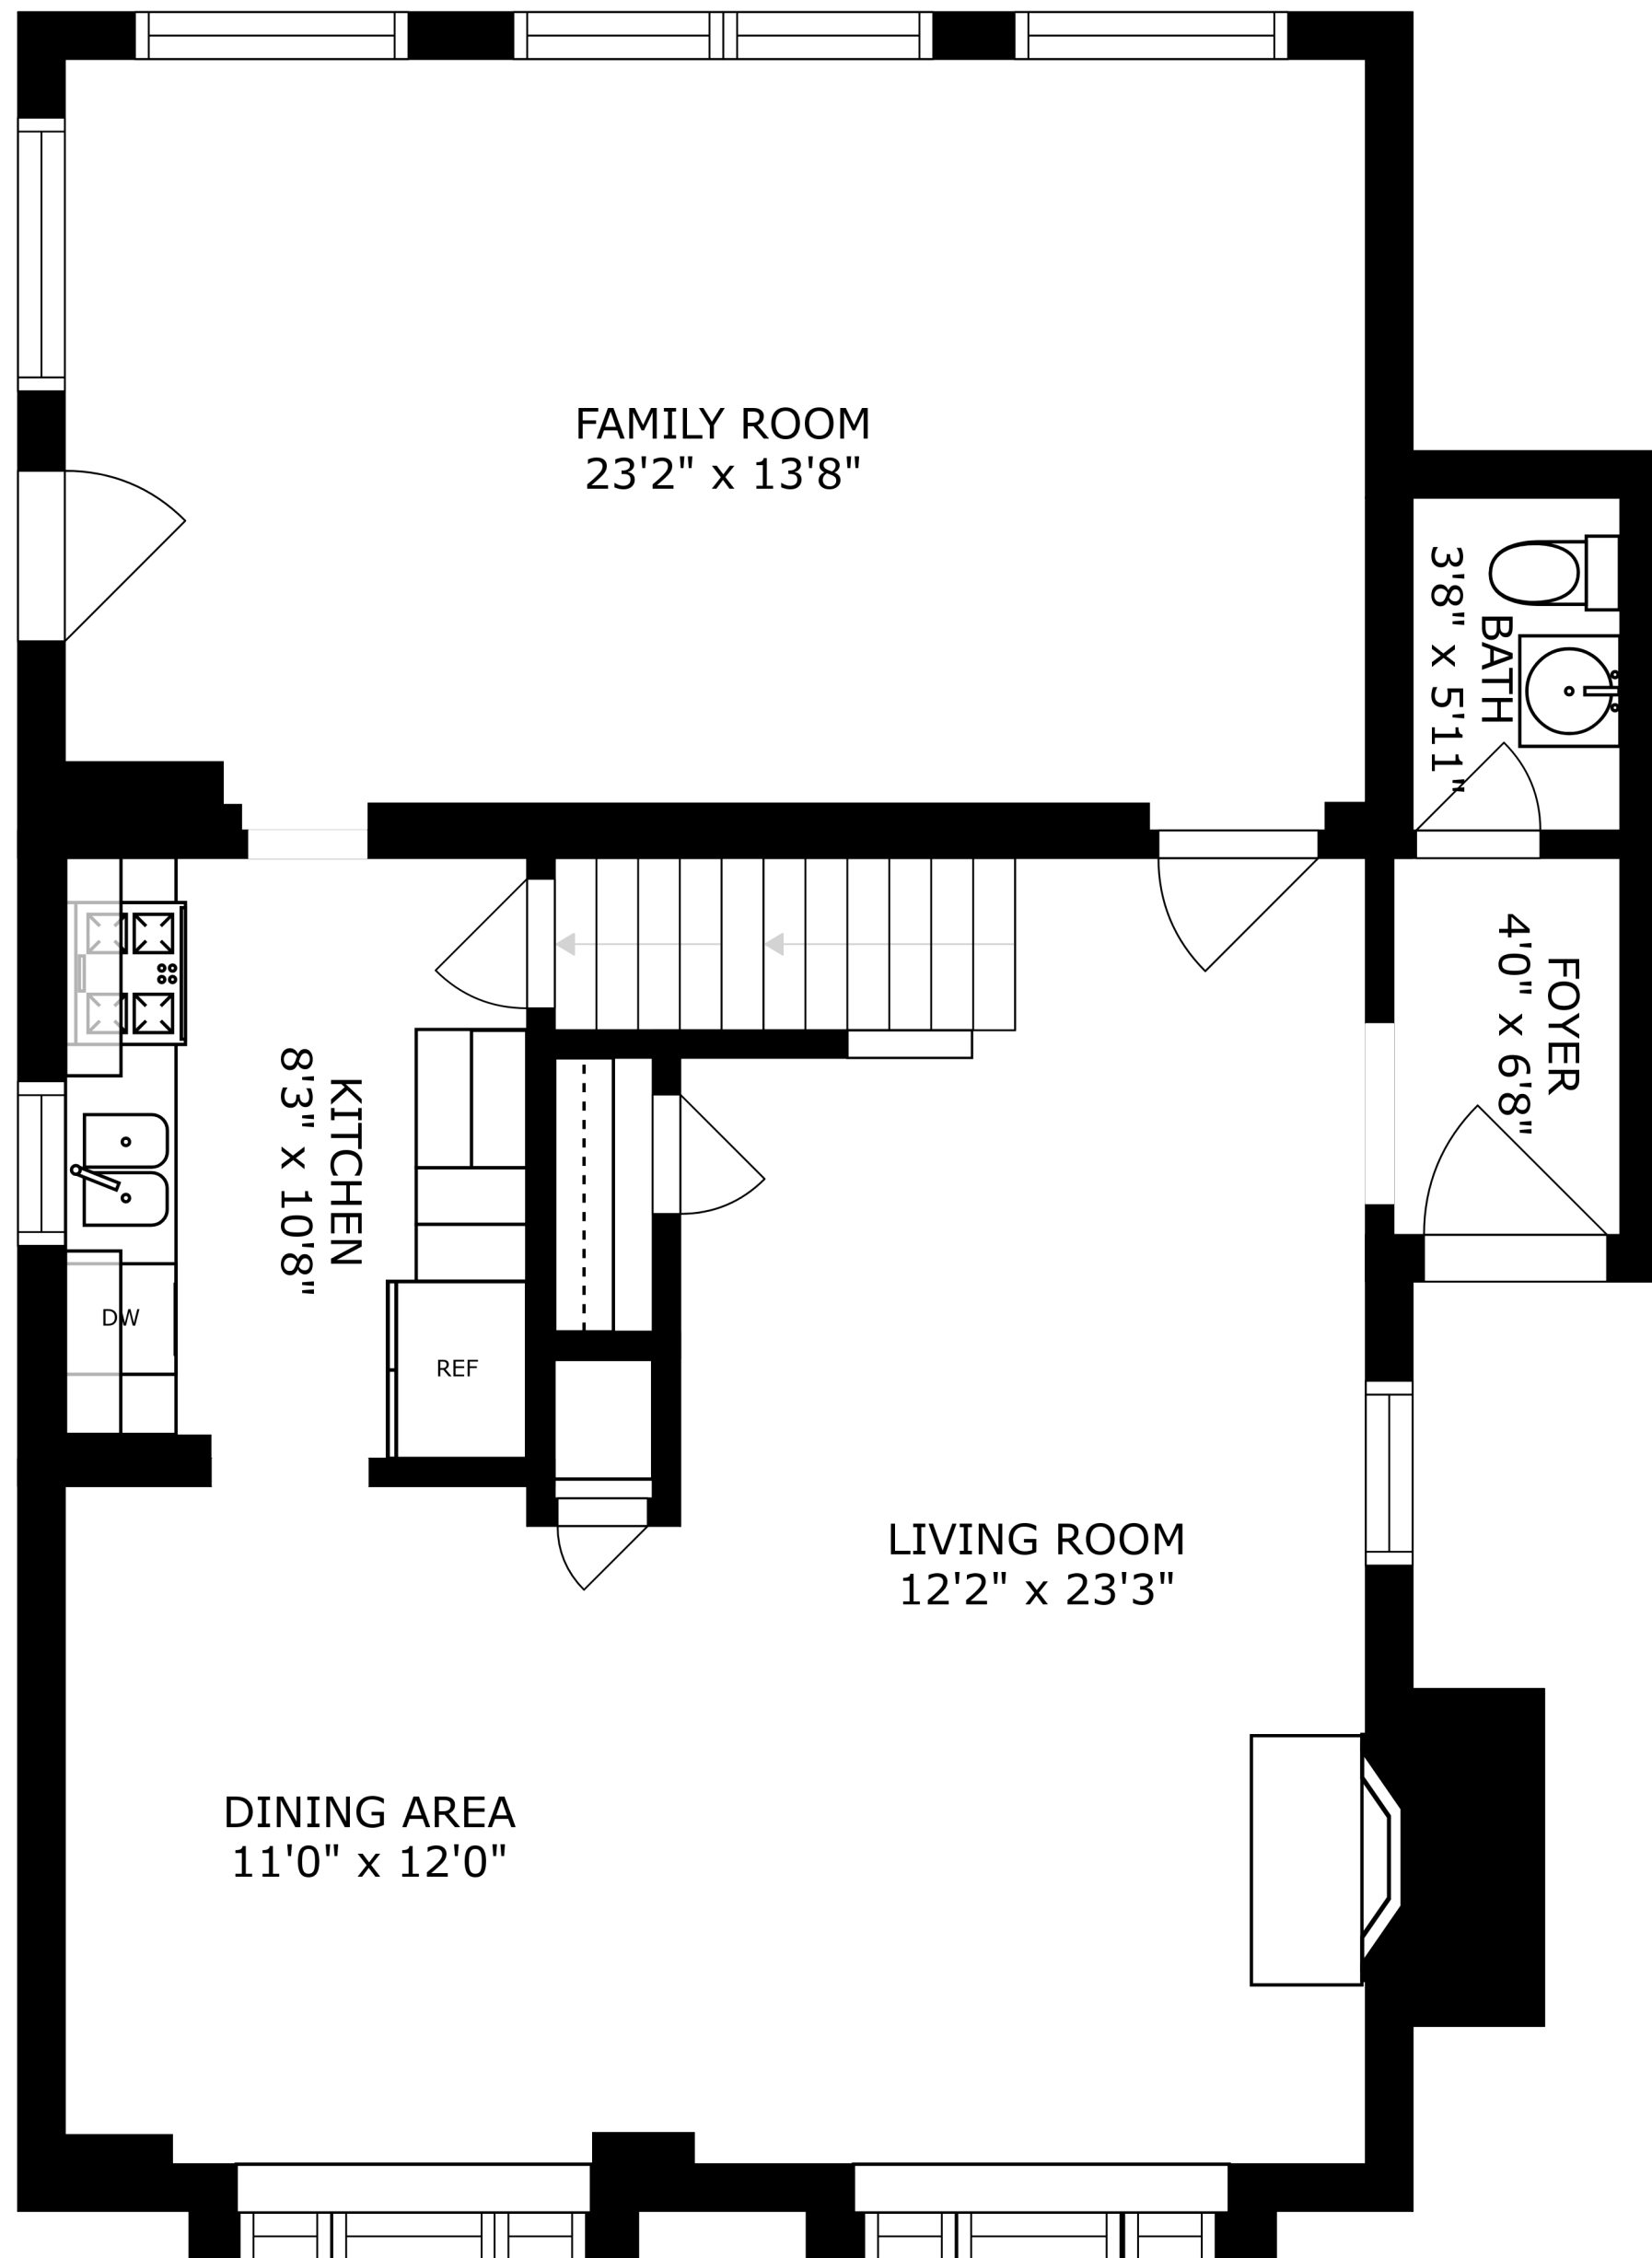 FAMILY ROOM
23'2" x 13'8"
BATH
3'8" x 5'11"
FOYER
4'0" x 6'8"
KITCHEN
8'3" x 10'8"
DW
REF
LIVING ROOM
12'2" x 23'3"
DINING AREA
11'0" x 12'0"